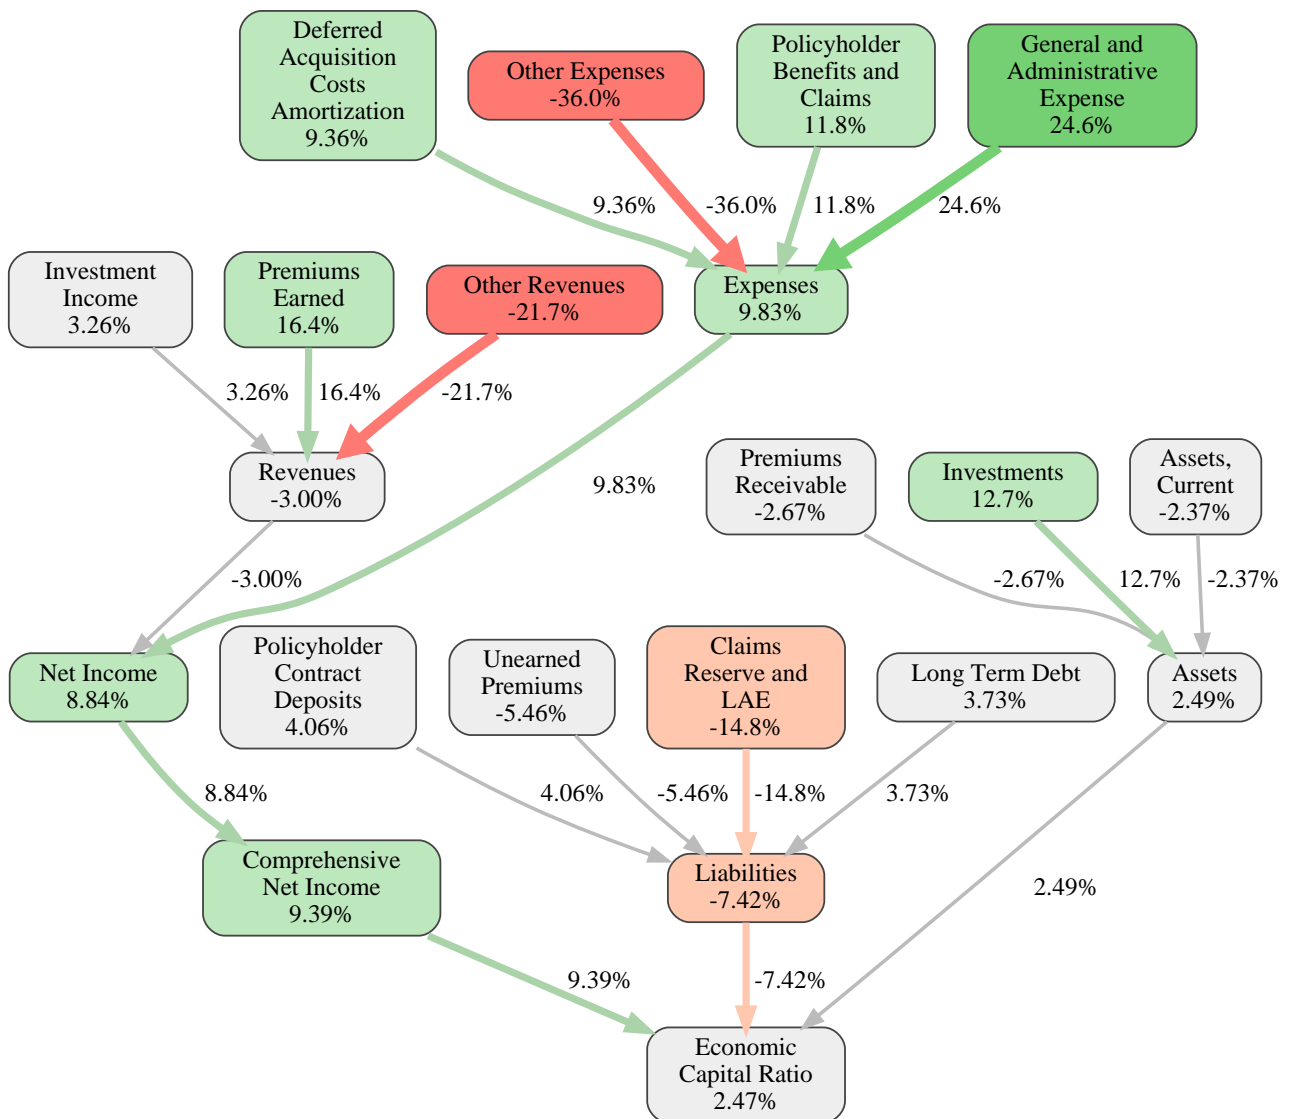 Deferred
Acquisition
Costs
Amortization
9.36%
Other Expenses
-36.0%
Policyholder
Benefits and
Claims
11.8%
General and
Administrative
Expense
24.6%
9.36%
-36.0%
11.8%
24.6%
Investment
Income
3.26%
Premiums
Earned
16.4%
Other Revenues
-21.7%
Expenses
9.83%
3.26%
16.4%
-21.7%
Revenues
-3.00%
9.83%
Premiums
Receivable
-2.67%
Investments
12.7%
Assets,
Current
-2.37%
-3.00%
-2.67%
12.7%
-2.37%
Net Income
8.84%
Policyholder
Contract
Deposits
4.06%
Unearned
Premiums
-5.46%
Claims
Reserve and
LAE
-14.8%
Long Term Debt
3.73%
Assets
2.49%
8.84%
4.06%
-5.46%
-14.8%
3.73%
Comprehensive
Net Income
9.39%
Liabilities
-7.42%
2.49%
9.39%
-7.42%
Economic
Capital Ratio
2.47%